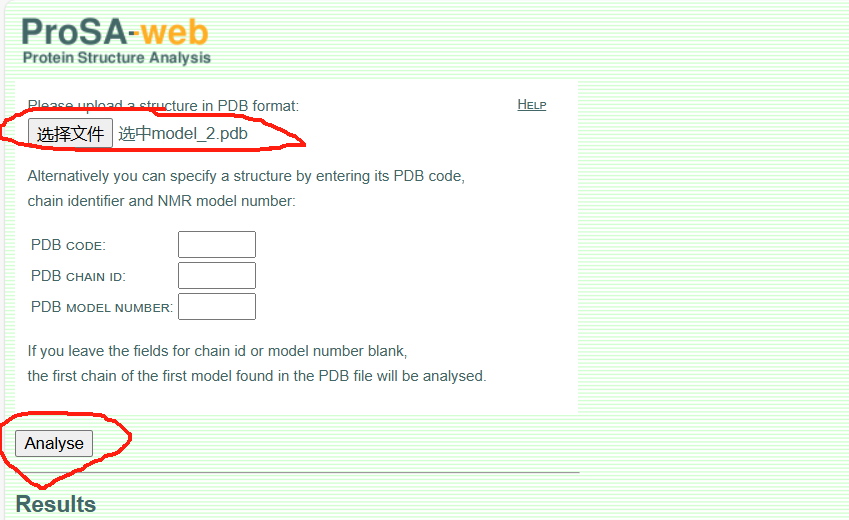 ProSA-web
Protein Structure Analysis
Please upload a structure in PDB format:
HELP
选择文件 选中model_2.pdb
Alternatively you can specify a structure by entering its PDB code,
chain identifier and NMR model number:
PDB CODE:
PDB CHAIN ID:
PDB MODEL NUMBER:
If you leave the fields for chain id or model number blank,
the first chain of the first model found in the PDB file will be analysed.
Analyse
Results